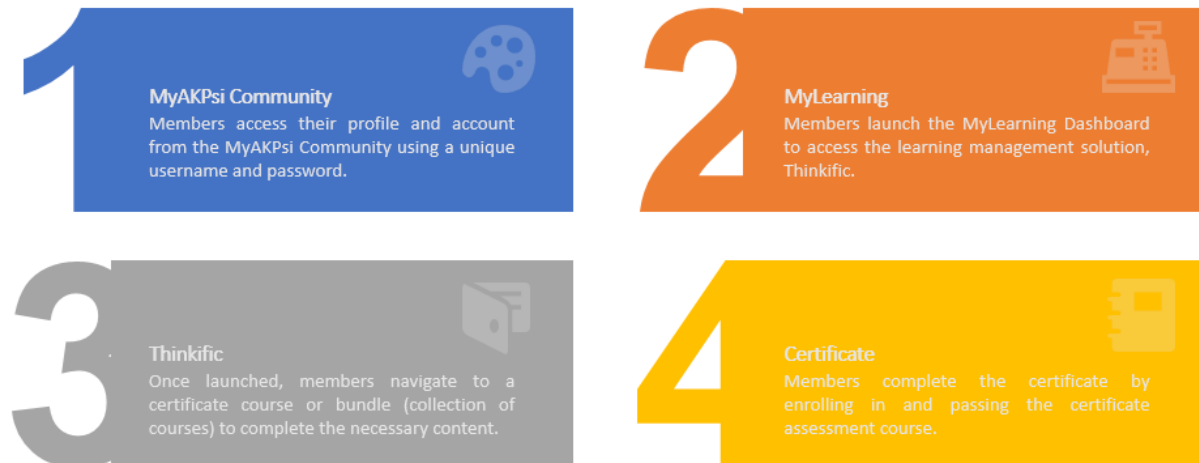 1
MyAKPsi Community
Members access their profile and account
from the MyAKPsi Community using a unique
username and password.
2
MyLearning
Members launch the MyLearning Dashboard
to access the learning management solution,
Thinkific.
3
Thinkific
Once launched, members navigate to a
certificate course or bundle (collection of
courses) to complete the necessary content.
4
Certificate
Members complete the certificate by
enrolling in and passing the certificate
assessment course.